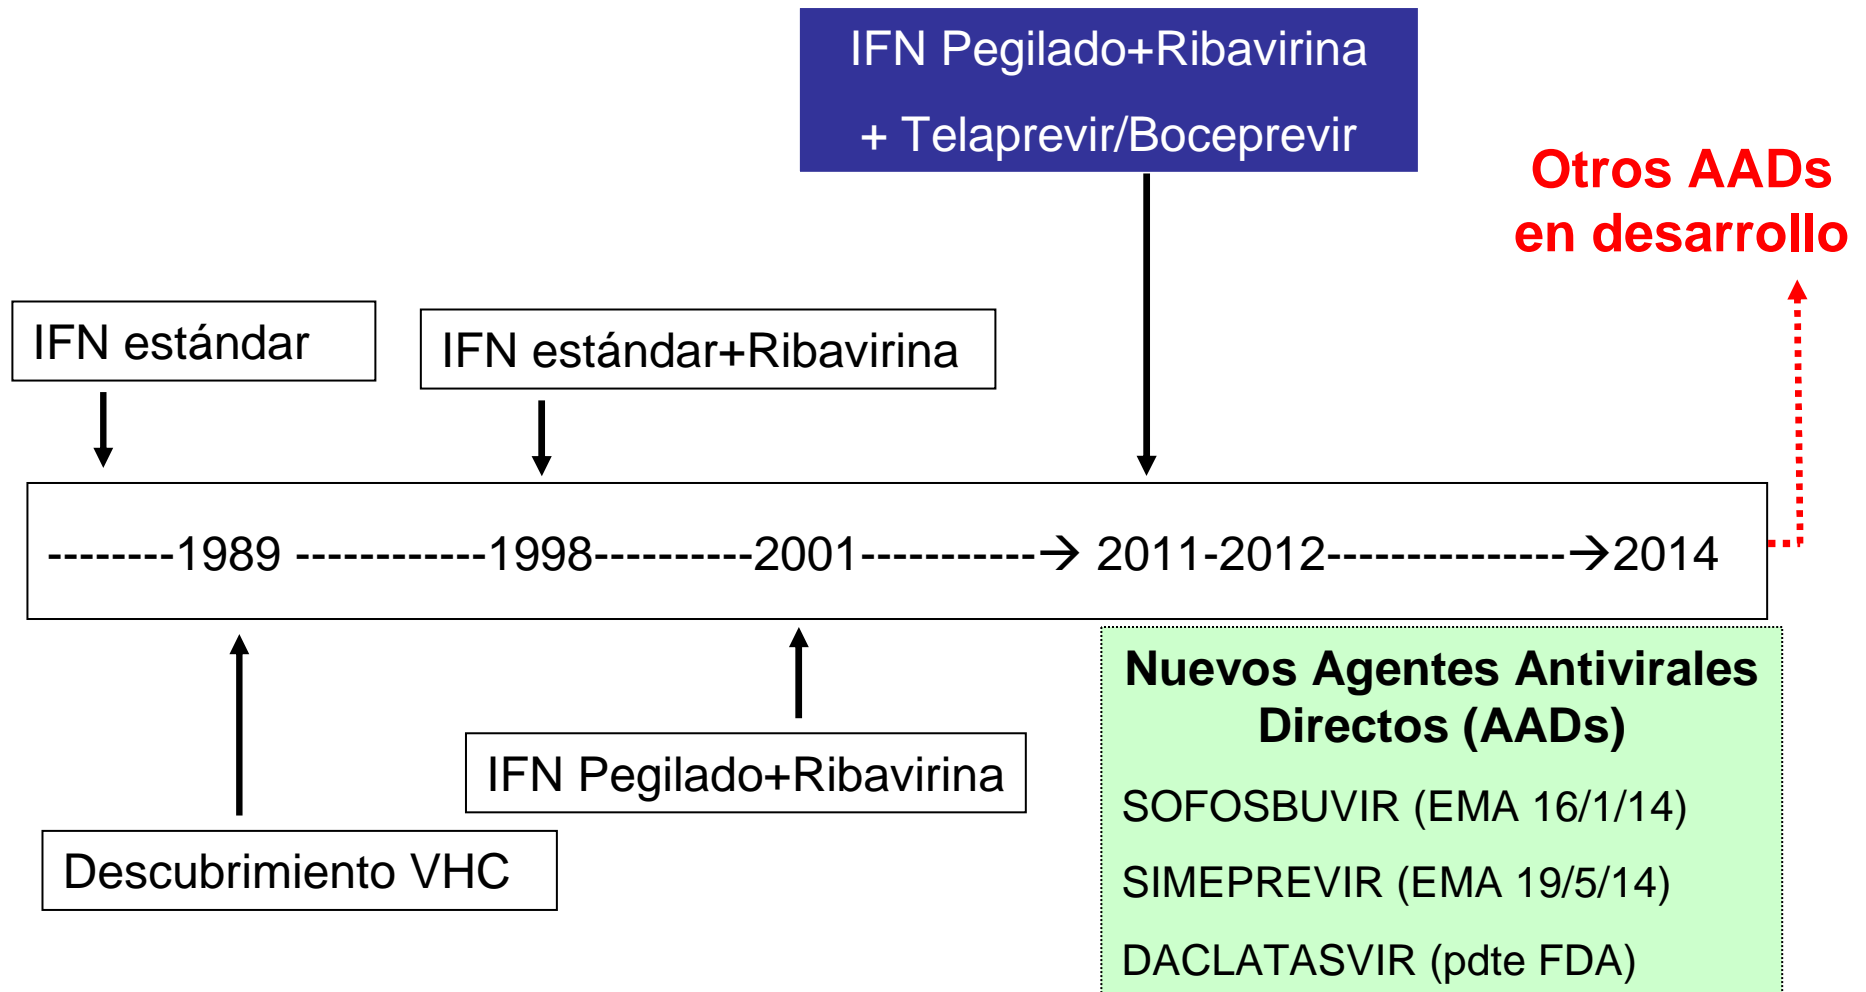 IFN Pegilado+Ribavirina
+ Telaprevir/Boceprevir
Otros AADs
en desarrollo
IFN estándar
IFN estándar+Ribavirina
--------1989 ------------1998----------2001-----------→ 2011-2012---------------→2014
IFN Pegilado+Ribavirina
Descubrimiento VHC
Nuevos Agentes Antivirales
Directos (AADs)
SOFOSBUVIR (EMA 16/1/14)
SIMEPREVIR (EMA 19/5/14)
DACLATASVIR (pdte FDA)